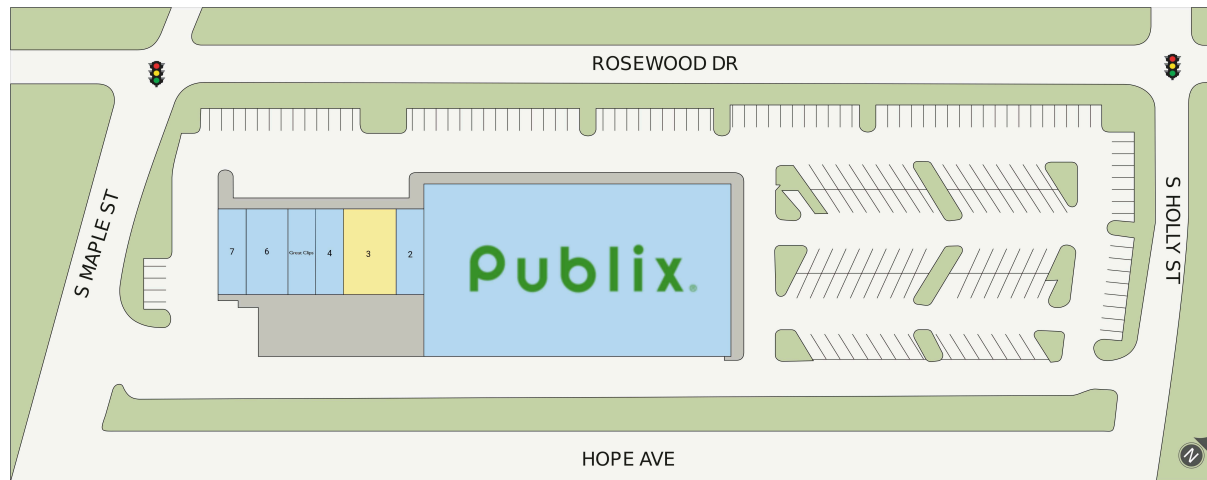 ROSEWOOD DR
S MAPLE ST
S HOLLY ST
7
6
Great Clips
4
3
2
Publix®
HOPE AVE
N